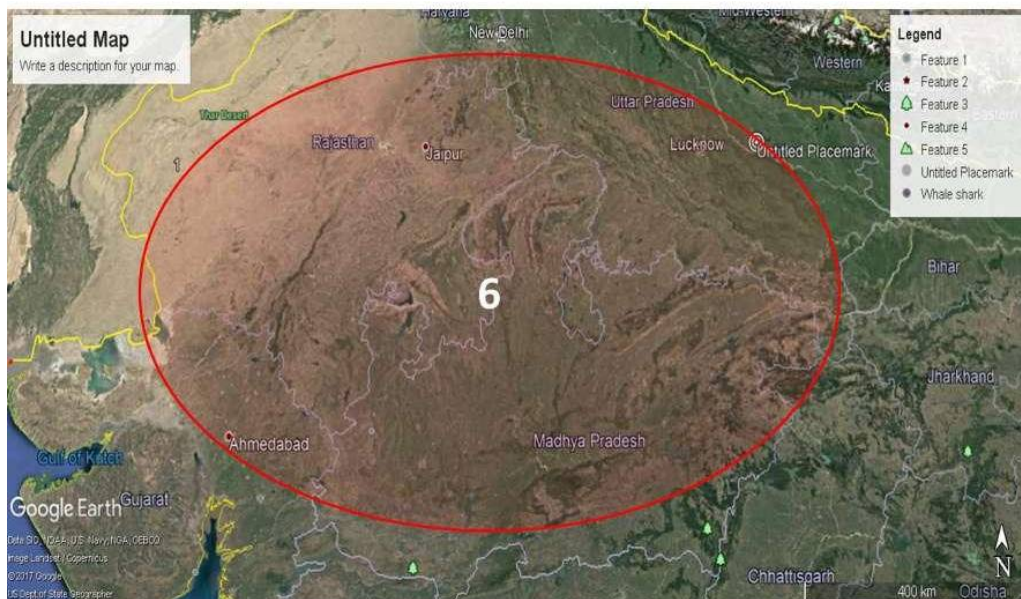 Untitled Map
Write a description for your map.
Legend
Feature 1
Feature 2
Feature 3
Feature 4
Feature 5
Untitled Placemark
Whale shark
Haryana
New Delhi
Mid-Western
Western
Eastern
Thar Desert
Uttar Pradesh
Rajasthan
Jaipur
Lucknow
Untitled Placemark
1
Bihar
6
Jharkhand
Ahmedabad
Madhya Pradesh
Gulf of Kutch
Gujarat
Google Earth
Data SIO, NOAA, U.S. Navy, NGA, GEBCO
Image Landsat / Copernicus
©2017 Google
US Dept of State Geographer
N
Chhattisgarh
400 km
Odisha